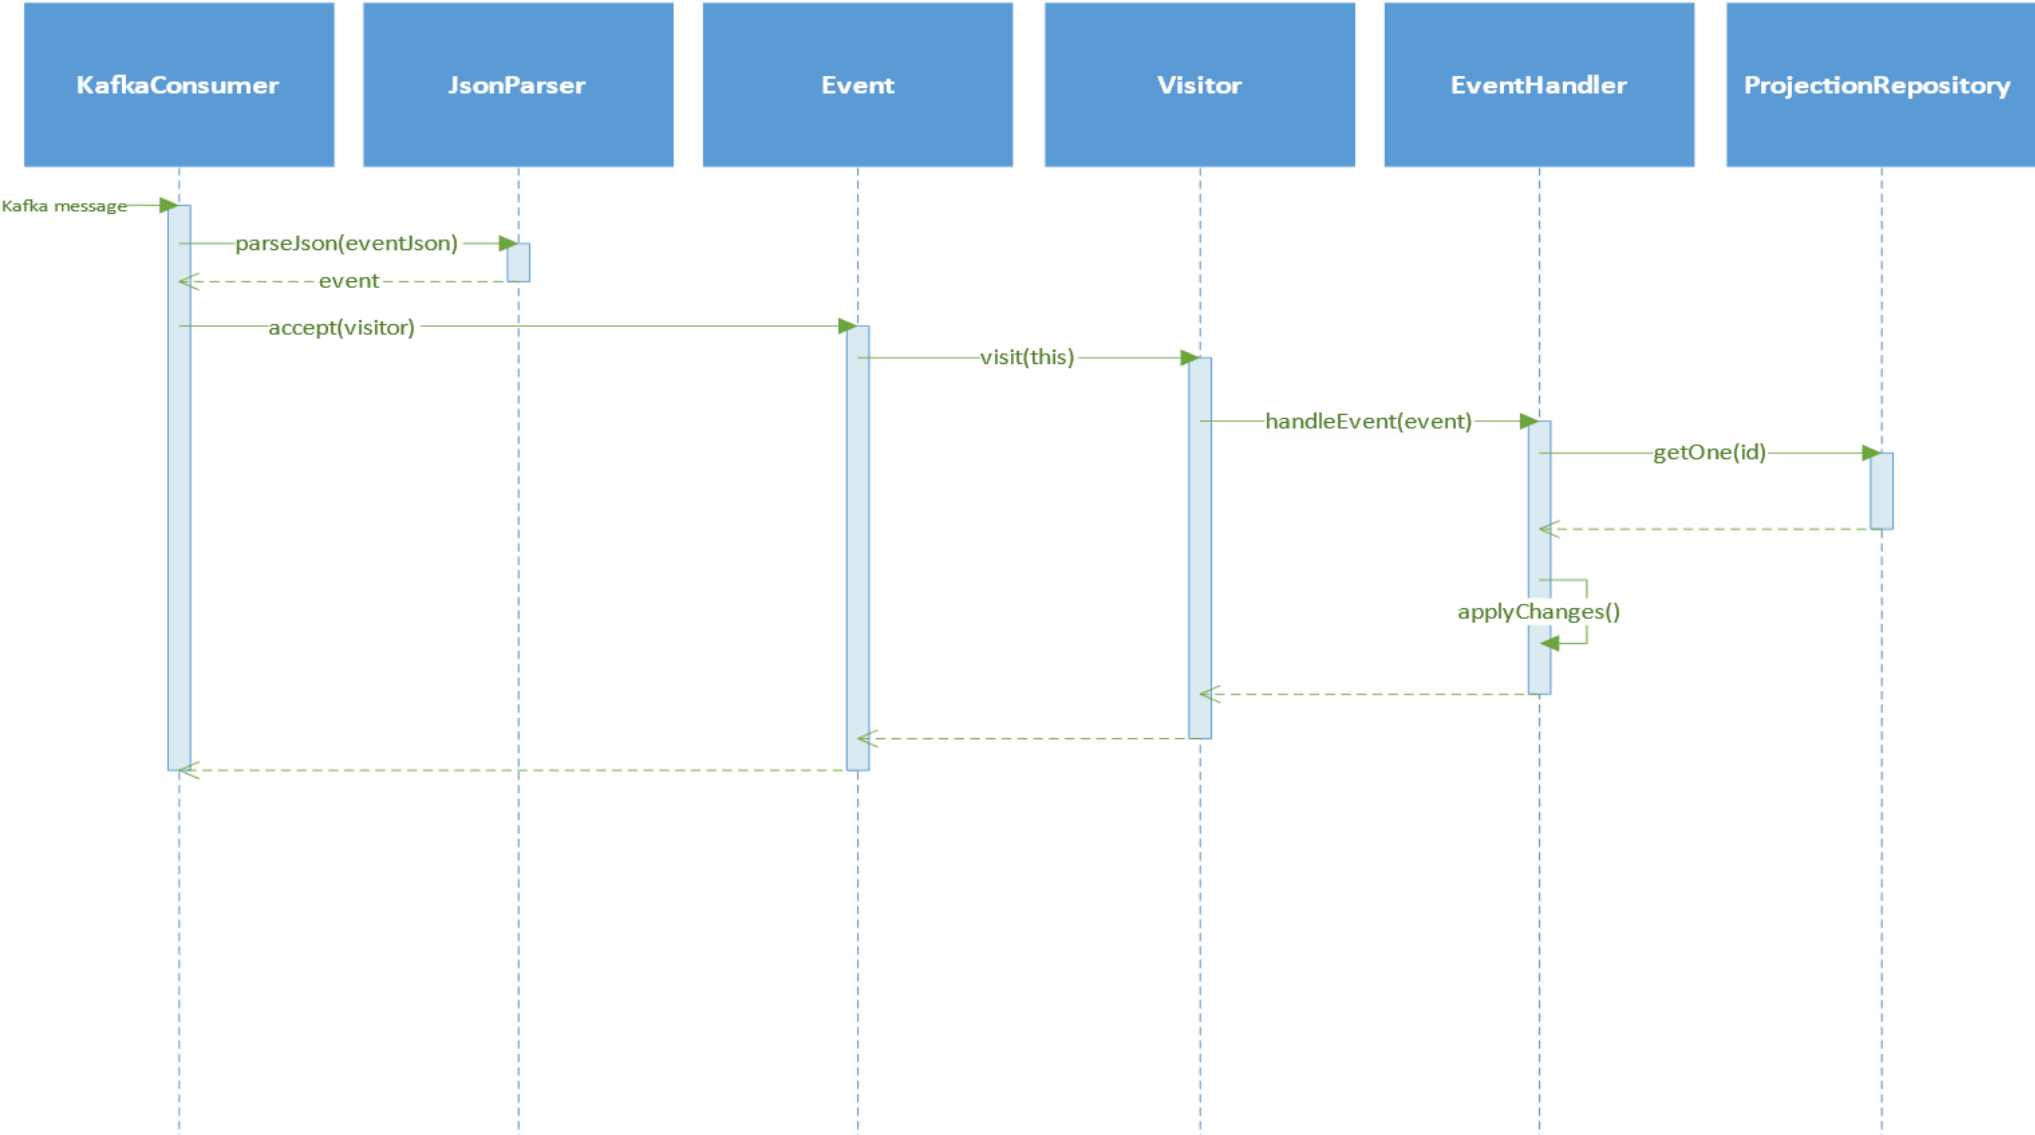 KafkaConsumer
JsonParser
Event
Visitor
EventHandler
ProjectionRepository
Kafka message
parseJson(eventJson)
event
accept(visitor)
visit(this)
handleEvent(event)
getOne(id)
applyChanges()